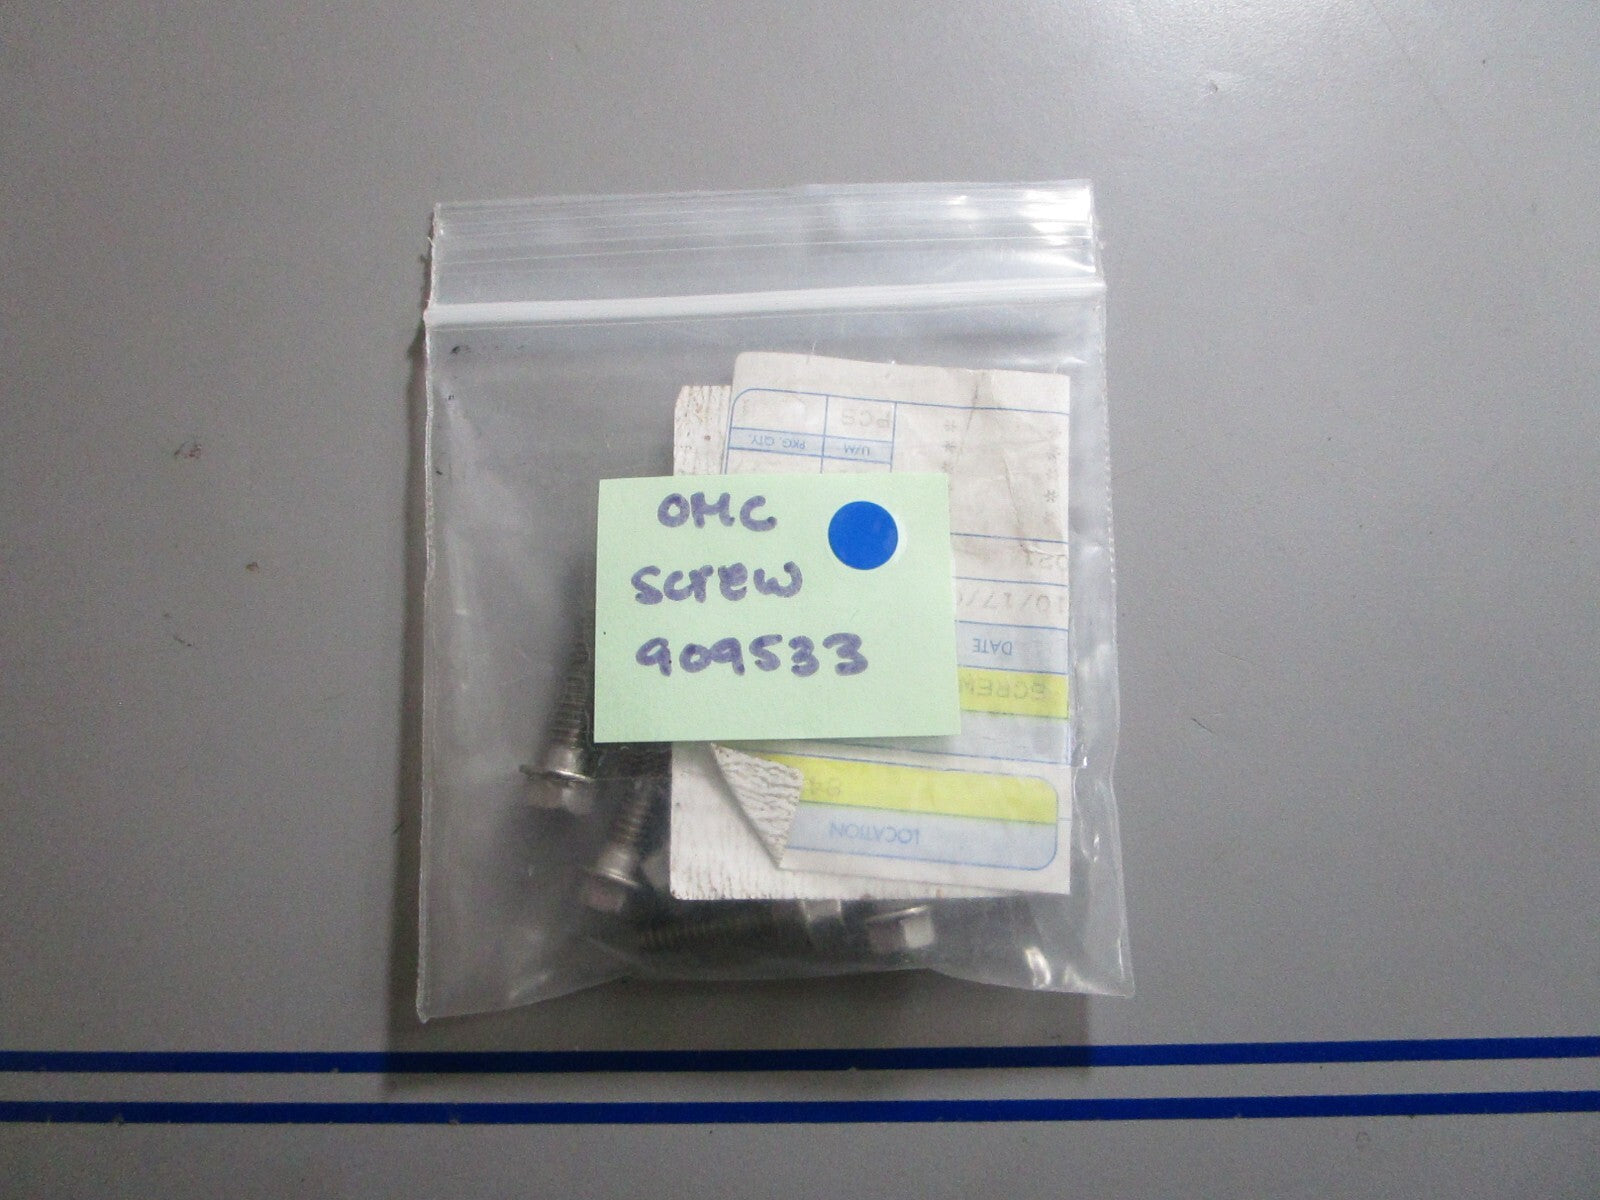 OMC
Screw
909533
PCS
U/M
PKG. QTY.
DATE
SCREW
LOCATION